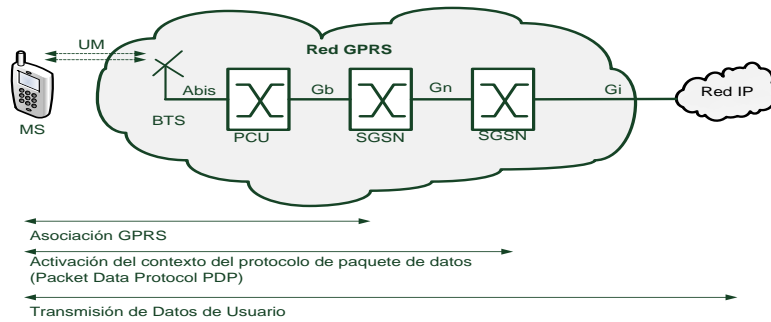 UM
Red GPRS
MS
BTS
Abis
PCU
Gb
SGSN
Gn
SGSN
Gi
Red IP
Asociación GPRS
Activación del contexto del protocolo de paquete de datos
(Packet Data Protocol PDP)
Transmisión de Datos de Usuario